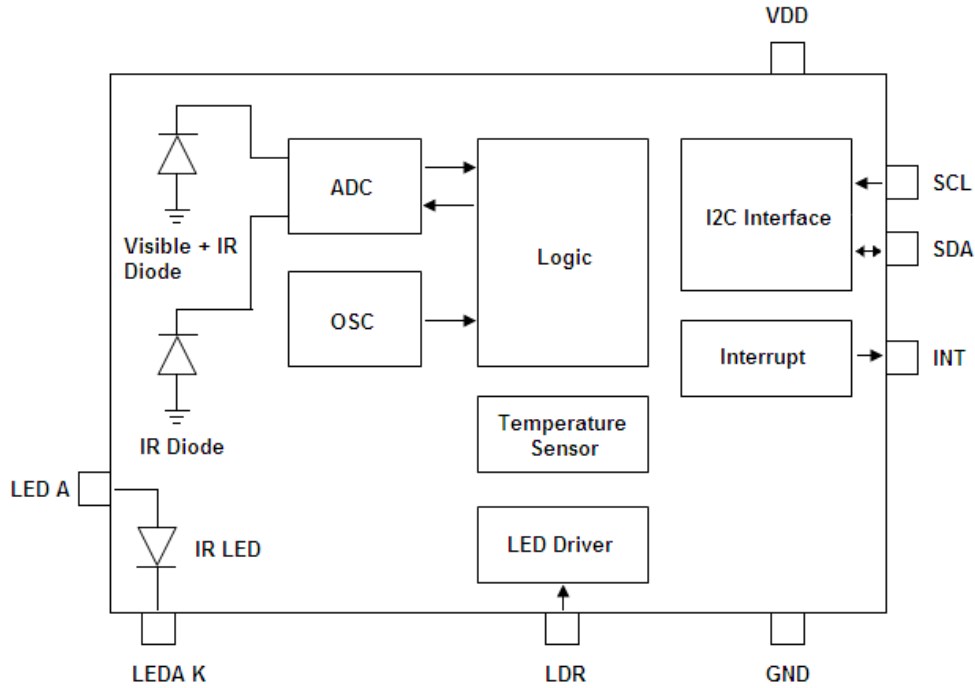 VDD
ADC
Logic
I2C Interface
SCL
SDA
Visible + IR
Diode
OSC
Interrupt
INT
IR Diode
Temperature
Sensor
LED A
IR LED
LED Driver
LEDA K
LDR
GND